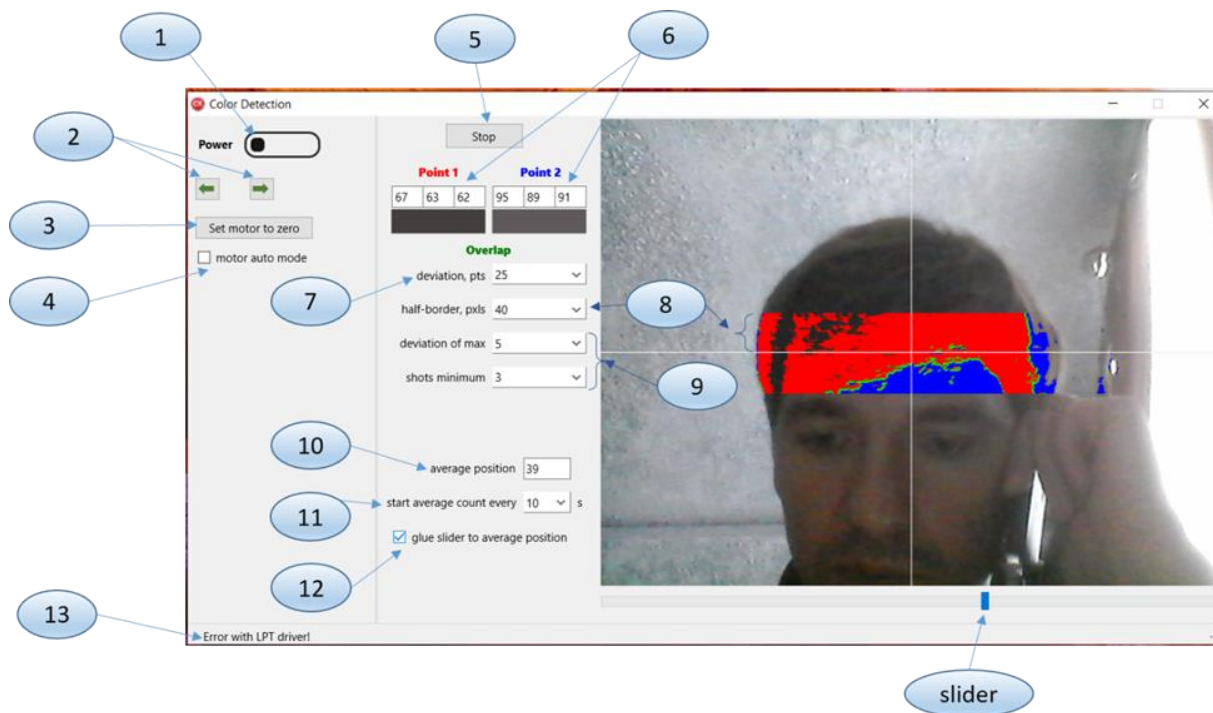 1
5
6
Color Detection
2
Power
Stop
Point 1
Point 2
67 63 62
95 89 91
3
Set motor to zero
Overlap
4
motor auto mode
7
deviation, pts 25
8
half-border, pxls 40
deviation of max 5
shots minimum 3
9
10
average position 39
11
start average count every 10 s
glue slider to average position
12
13
Error with LPT driver!
slider